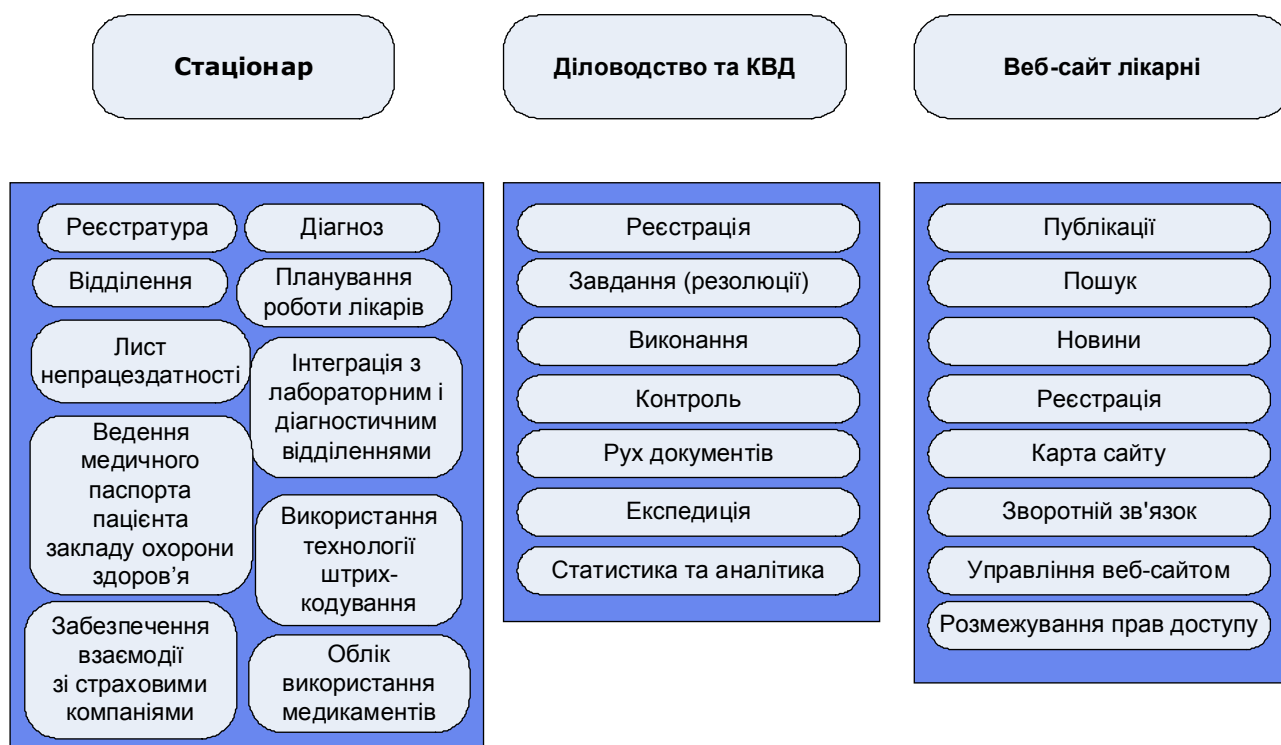 Стаціонар
Діловодство та КВД
Веб-сайт лікарні
Реєстратура
Діагноз
Відділення
Планування
роботи лікарів
Лист
непрацездатності
Інтеграція з
лабораторним і
діагностичним
відділеннями
Ведення
медичного
паспорта
пацієнта
закладу охорони
здоров’я
Використання
технології
штрих-
кодування
Забезпечення
взаємодії
зі страховими
компаніями
Облік
використання
медикаментів
Реєстрація
Завдання (резолюції)
Виконання
Контроль
Рух документів
Експедиція
Статистика та аналітика
Публікації
Пошук
Новини
Реєстрація
Карта сайту
Зворотній зв'язок
Управління веб-сайтом
Розмежування прав доступу